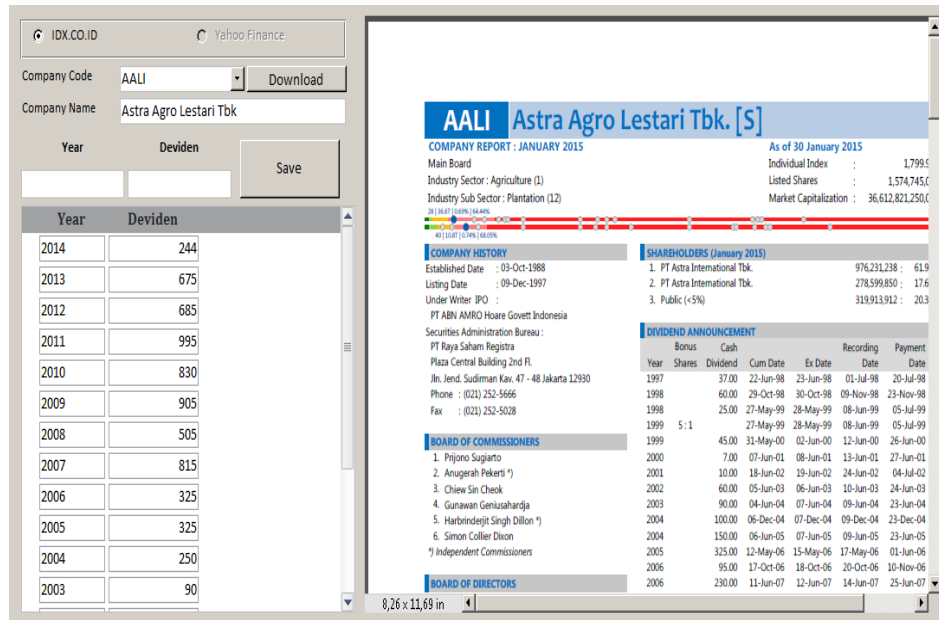 IDX.CO.ID Yahoo Finance
Company Code AALI Download
Company Name Astra Agro Lestari Tbk
Year Deviden Save
Year Deviden
2014 244
2013 675
2012 685
2011 995
2010 830
2009 905
2008 505
2007 815
2006 325
2005 325
2004 250
2003 90
AALI Astra Agro Lestari Tbk. [S]
COMPANY REPORT : JANUARY 2015 As of 30 January 2015
Main Board Individual Index : 1,799.9
Industry Sector : Agriculture (1) Listed Shares : 1,574,745,0
Industry Sub Sector : Plantation (12) Market Capitalization : 36,612,821,250,0
28 | 36.6T | 0.69% | 64.44%
40 | 10.8T | 0.74% | 68.05%
COMPANY HISTORY
Established Date : 03-Oct-1988
Listing Date : 09-Dec-1997
Under Writer IPO :
PT ABN AMRO Hoare Govett Indonesia
Securities Administration Bureau :
PT Raya Saham Registra
Plaza Central Building 2nd Fl.
Jln. Jend. Sudirman Kav. 47 - 48 Jakarta 12930
Phone : (021) 252-5666
Fax : (021) 252-5028
BOARD OF COMMISSIONERS
1. Prijono Sugiarto
2. Anugerah Pekerti *)
3. Chiew Sin Cheok
4. Gunawan Geniusahardja
5. Harbrinderjit Singh Dillon *)
6. Simon Collier Dixon
*) Independent Commissioners
BOARD OF DIRECTORS
SHAREHOLDERS (January 2015)
1. PT Astra International Tbk. 976,231,238 : 61.9
2. PT Astra International Tbk. 278,599,850 : 17.6
3. Public (<5%) 319,913,912 : 20.3
DIVIDEND ANNOUNCEMENT
Bonus Cash Recording Payment
Year Shares Dividend Cum Date Ex Date Date Date
1997 37.00 22-Jun-98 23-Jun-98 01-Jul-98 20-Jul-98
1998 60.00 29-Oct-98 30-Oct-98 09-Nov-98 23-Nov-98
1998 25.00 27-May-99 28-May-99 08-Jun-99 05-Jul-99
1999 5 : 1 27-May-99 28-May-99 08-Jun-99 05-Jul-99
1999 45.00 31-May-00 02-Jun-00 12-Jun-00 26-Jun-00
2000 7.00 07-Jun-01 08-Jun-01 13-Jun-01 27-Jun-01
2001 10.00 18-Jun-02 19-Jun-02 24-Jun-02 04-Jul-02
2002 60.00 05-Jun-03 06-Jun-03 10-Jun-03 24-Jun-03
2003 90.00 04-Jun-04 07-Jun-04 09-Jun-04 23-Jun-04
2004 100.00 06-Dec-04 07-Dec-04 09-Dec-04 23-Dec-04
2004 150.00 06-Jun-05 07-Jun-05 09-Jun-05 23-Jun-05
2005 325.00 12-May-06 15-May-06 17-May-06 01-Jun-06
2006 95.00 17-Oct-06 18-Oct-06 20-Oct-06 10-Nov-06
2006 230.00 11-Jun-07 12-Jun-07 14-Jun-07 25-Jun-07
8,26 x 11,69 in